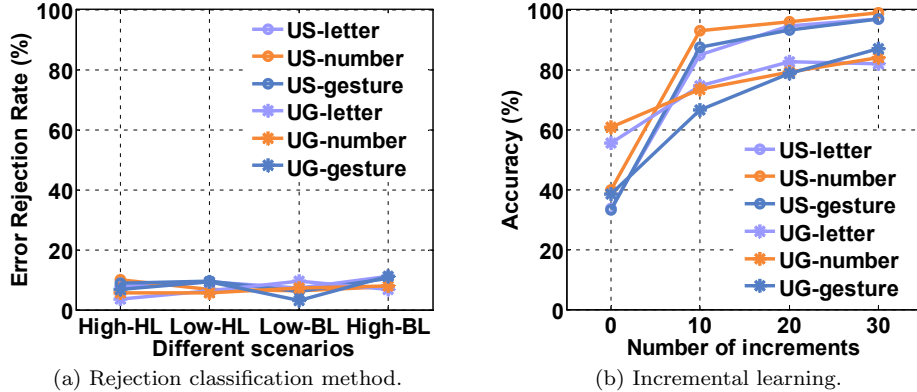 Error Rejection Rate (%)
100
80
60
40
20
0
US-letter
US-number
US-gesture
UG-letter
UG-number
UG-gesture
High-HL Low-HL Low-BL High-BL
Different scenarios
(a) Rejection classification method.
Accuracy (%)
100
80
60
40
20
0
US-letter
US-number
US-gesture
UG-letter
UG-number
UG-gesture
0 10 20 30
Number of increments
(b) Incremental learning.